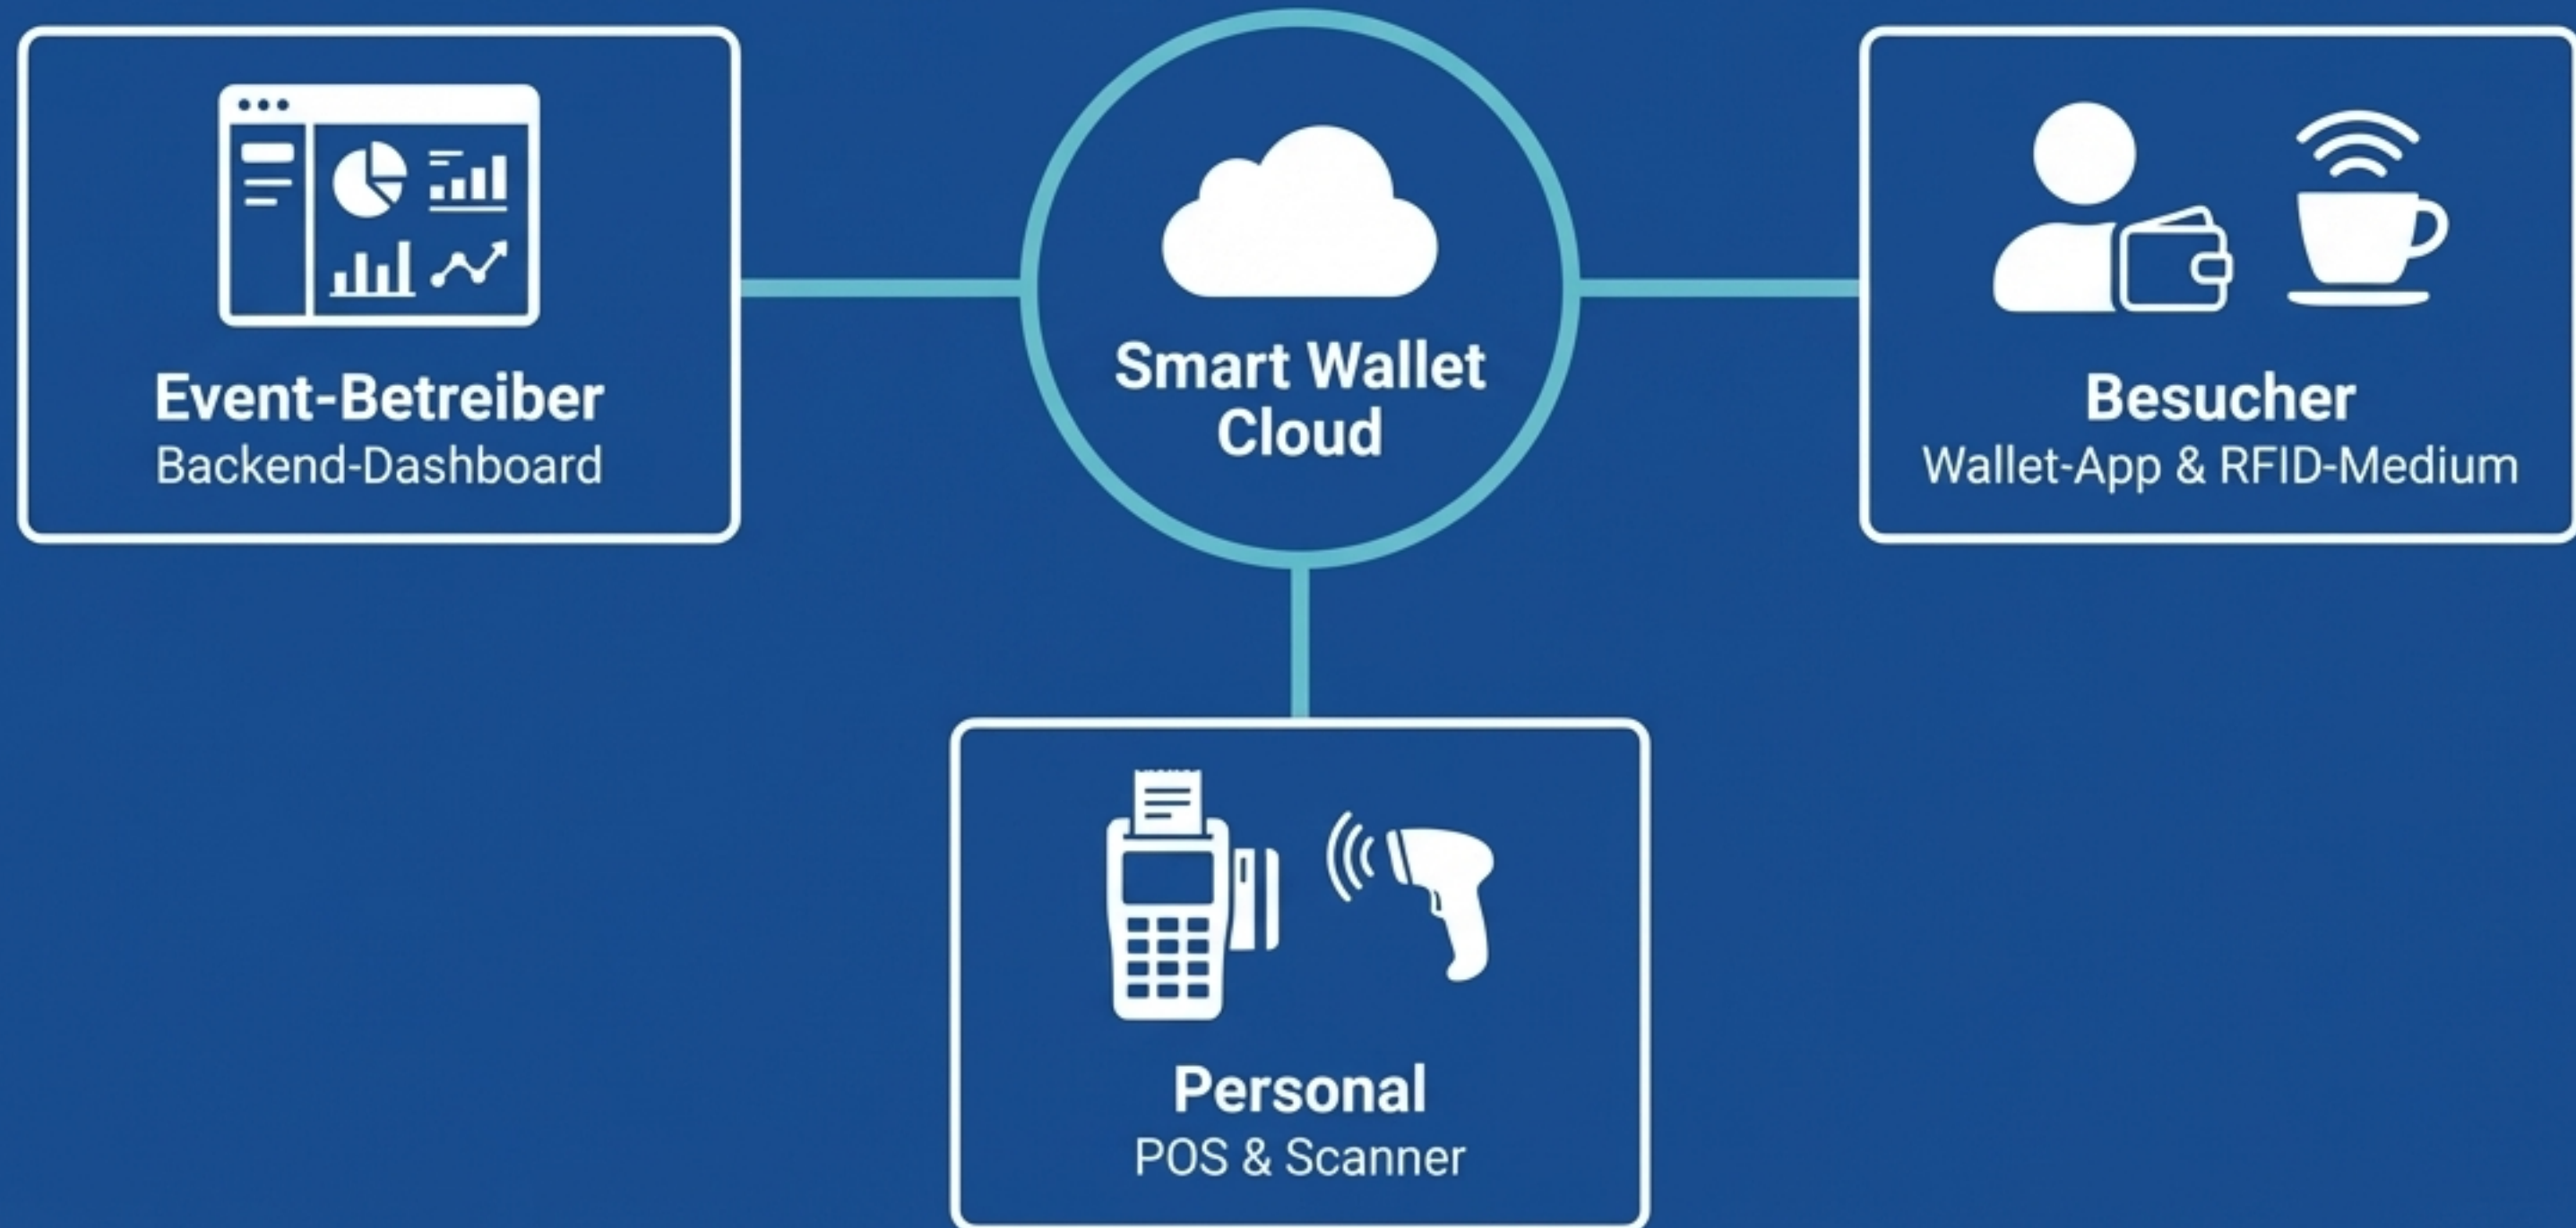 Event-Betreiber
Backend-Dashboard
Smart Wallet
Cloud
Besucher
Wallet-App & RFID-Medium
Personal
POS & Scanner